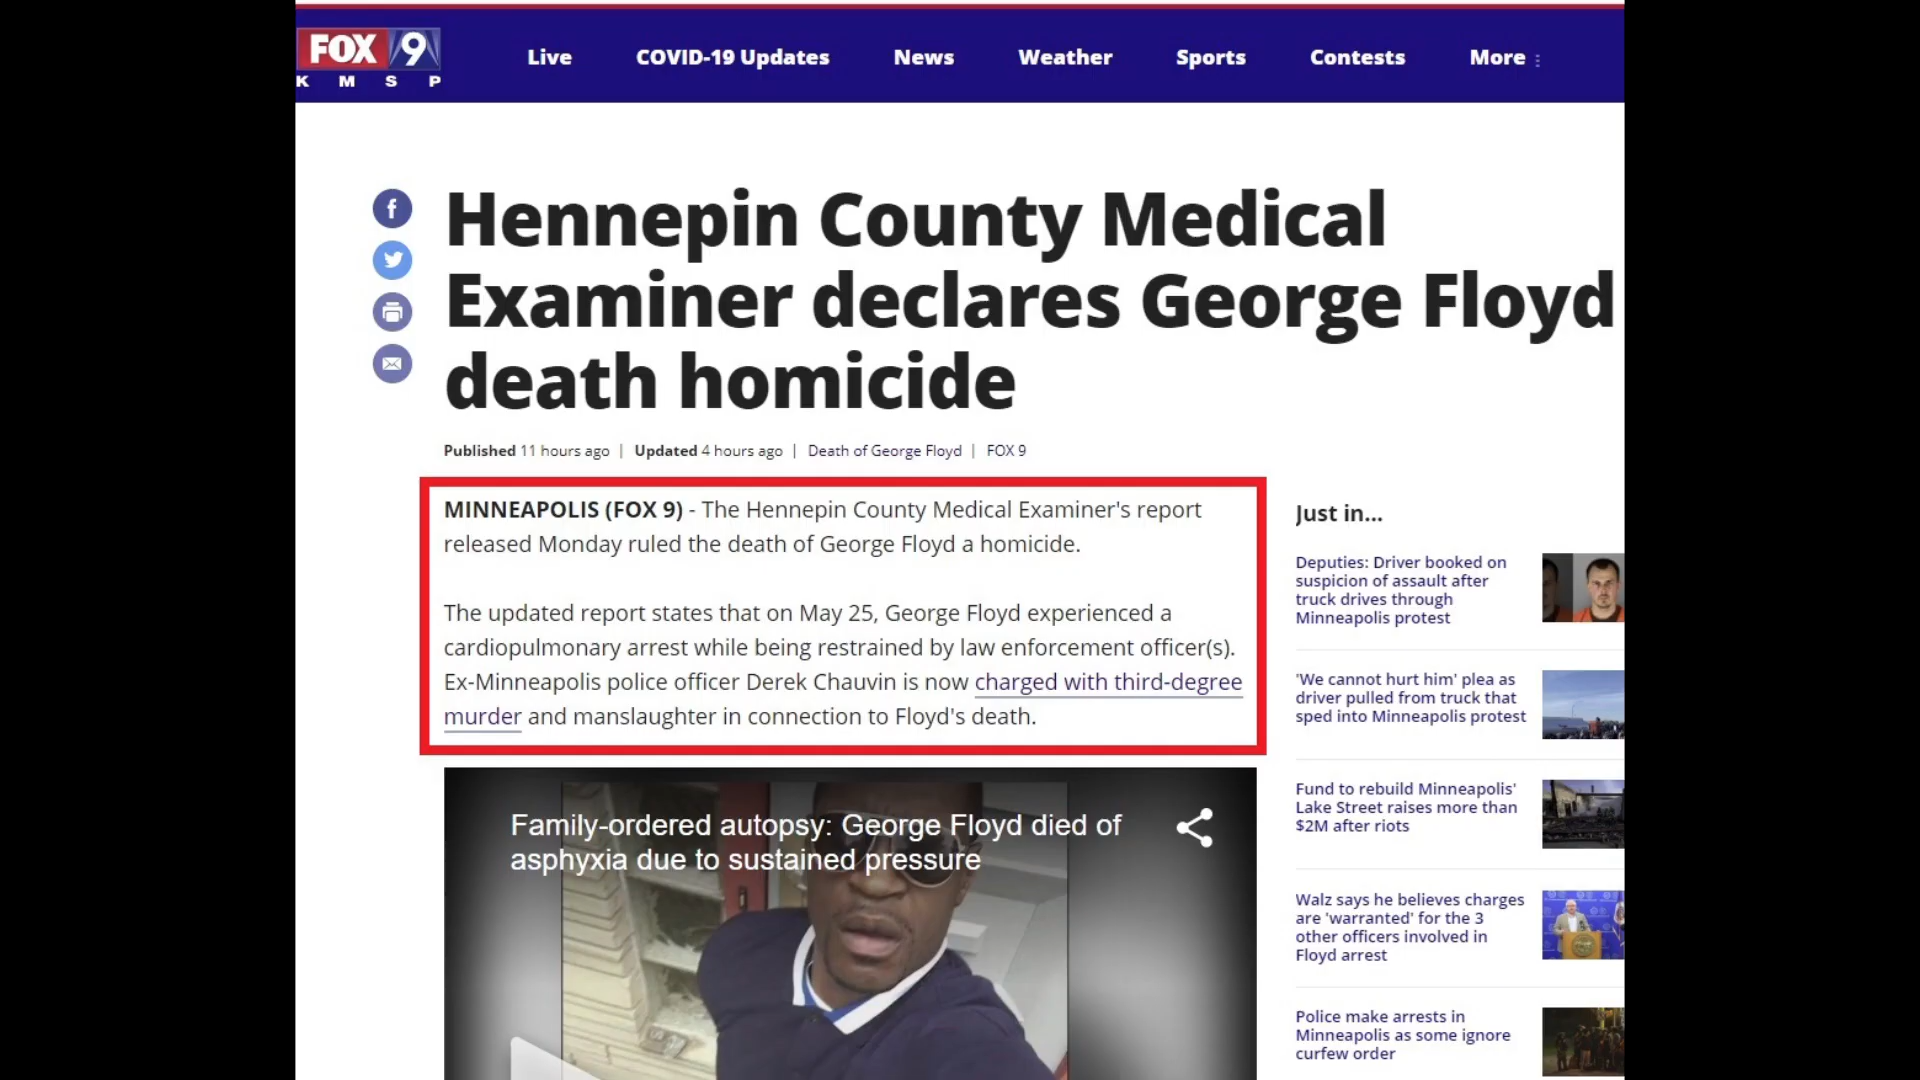 FOX 9
KMSP
Live
COVID-19 Updates
News
Weather
Sports
Contests
More
Hennepin County Medical
Examiner declares George Floyd
death homicide
Published 11 hours ago | Updated 4 hours ago | Death of George Floyd | FOX 9
MINNEAPOLIS (FOX 9) - The Hennepin County Medical Examiner's report
released Monday ruled the death of George Floyd a homicide.
The updated report states that on May 25, George Floyd experienced a
cardiopulmonary arrest while being restrained by law enforcement officer(s).
Ex-Minneapolis police officer Derek Chauvin is now charged with third-degree
murder and manslaughter in connection to Floyd's death.
Family-ordered autopsy: George Floyd died of
asphyxia due to sustained pressure
Just in...
Deputies: Driver booked on
suspicion of assault after
truck drives through
Minneapolis protest
'We cannot hurt him' plea as
driver pulled from truck that
sped into Minneapolis protest
Fund to rebuild Minneapolis'
Lake Street raises more than
$2M after riots
Walz says he believes charges
are 'warranted' for the 3
other officers involved in
Floyd arrest
Police make arrests in
Minneapolis as some ignore
curfew order